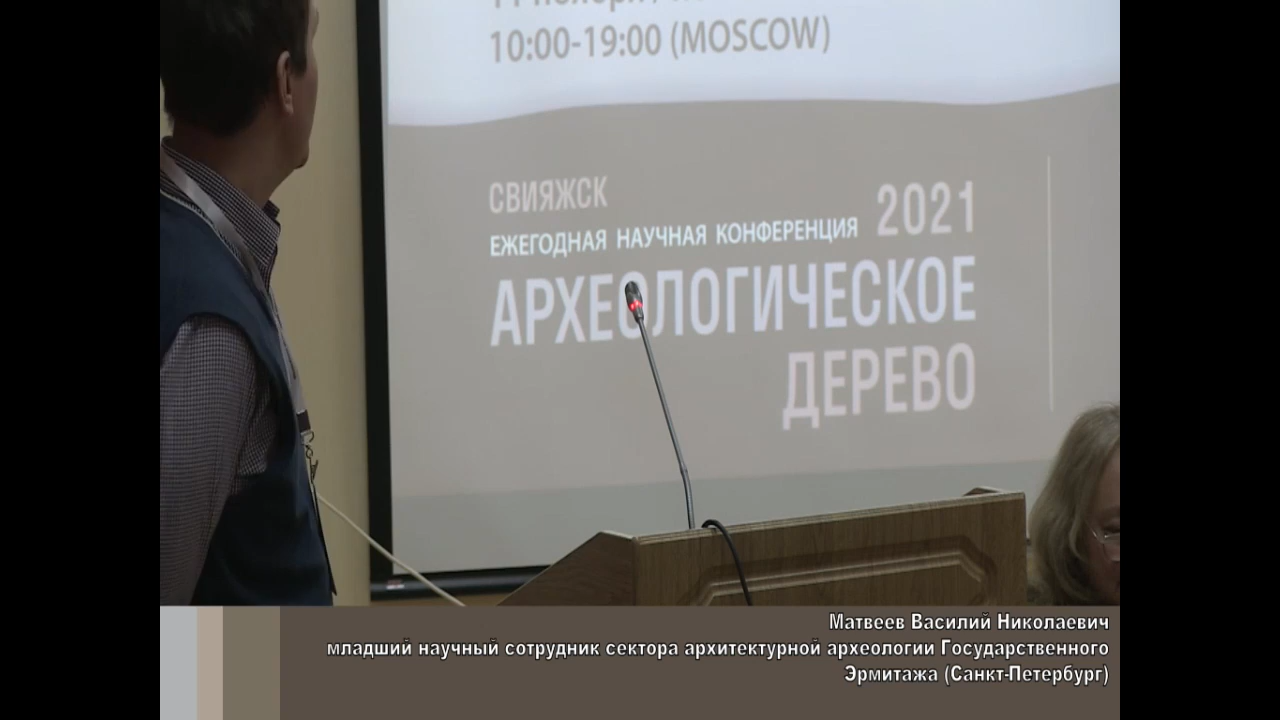 10:00-19:00 (MOSCOW)
СВИЯЖСК
ЕЖЕГОДНАЯ НАУЧНАЯ КОНФЕРЕНЦИЯ 2021
АРХЕОЛОГИЧЕСКОЕ
ДЕРЕВО
Матвеев Василий Николаевич
младший научный сотрудник сектора архитектурной археологии Государственного
Эрмитажа (Санкт-Петербург)